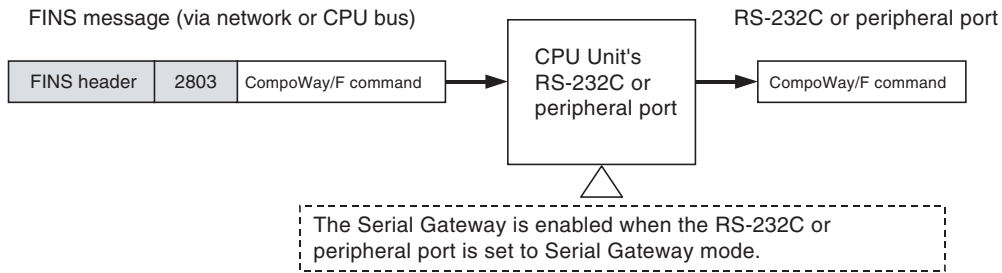 FINS message (via network or CPU bus)
RS-232C or peripheral port
FINS header
2803
CompoWay/F command
CPU Unit's
RS-232C or
peripheral port
CompoWay/F command
The Serial Gateway is enabled when the RS-232C or
peripheral port is set to Serial Gateway mode.